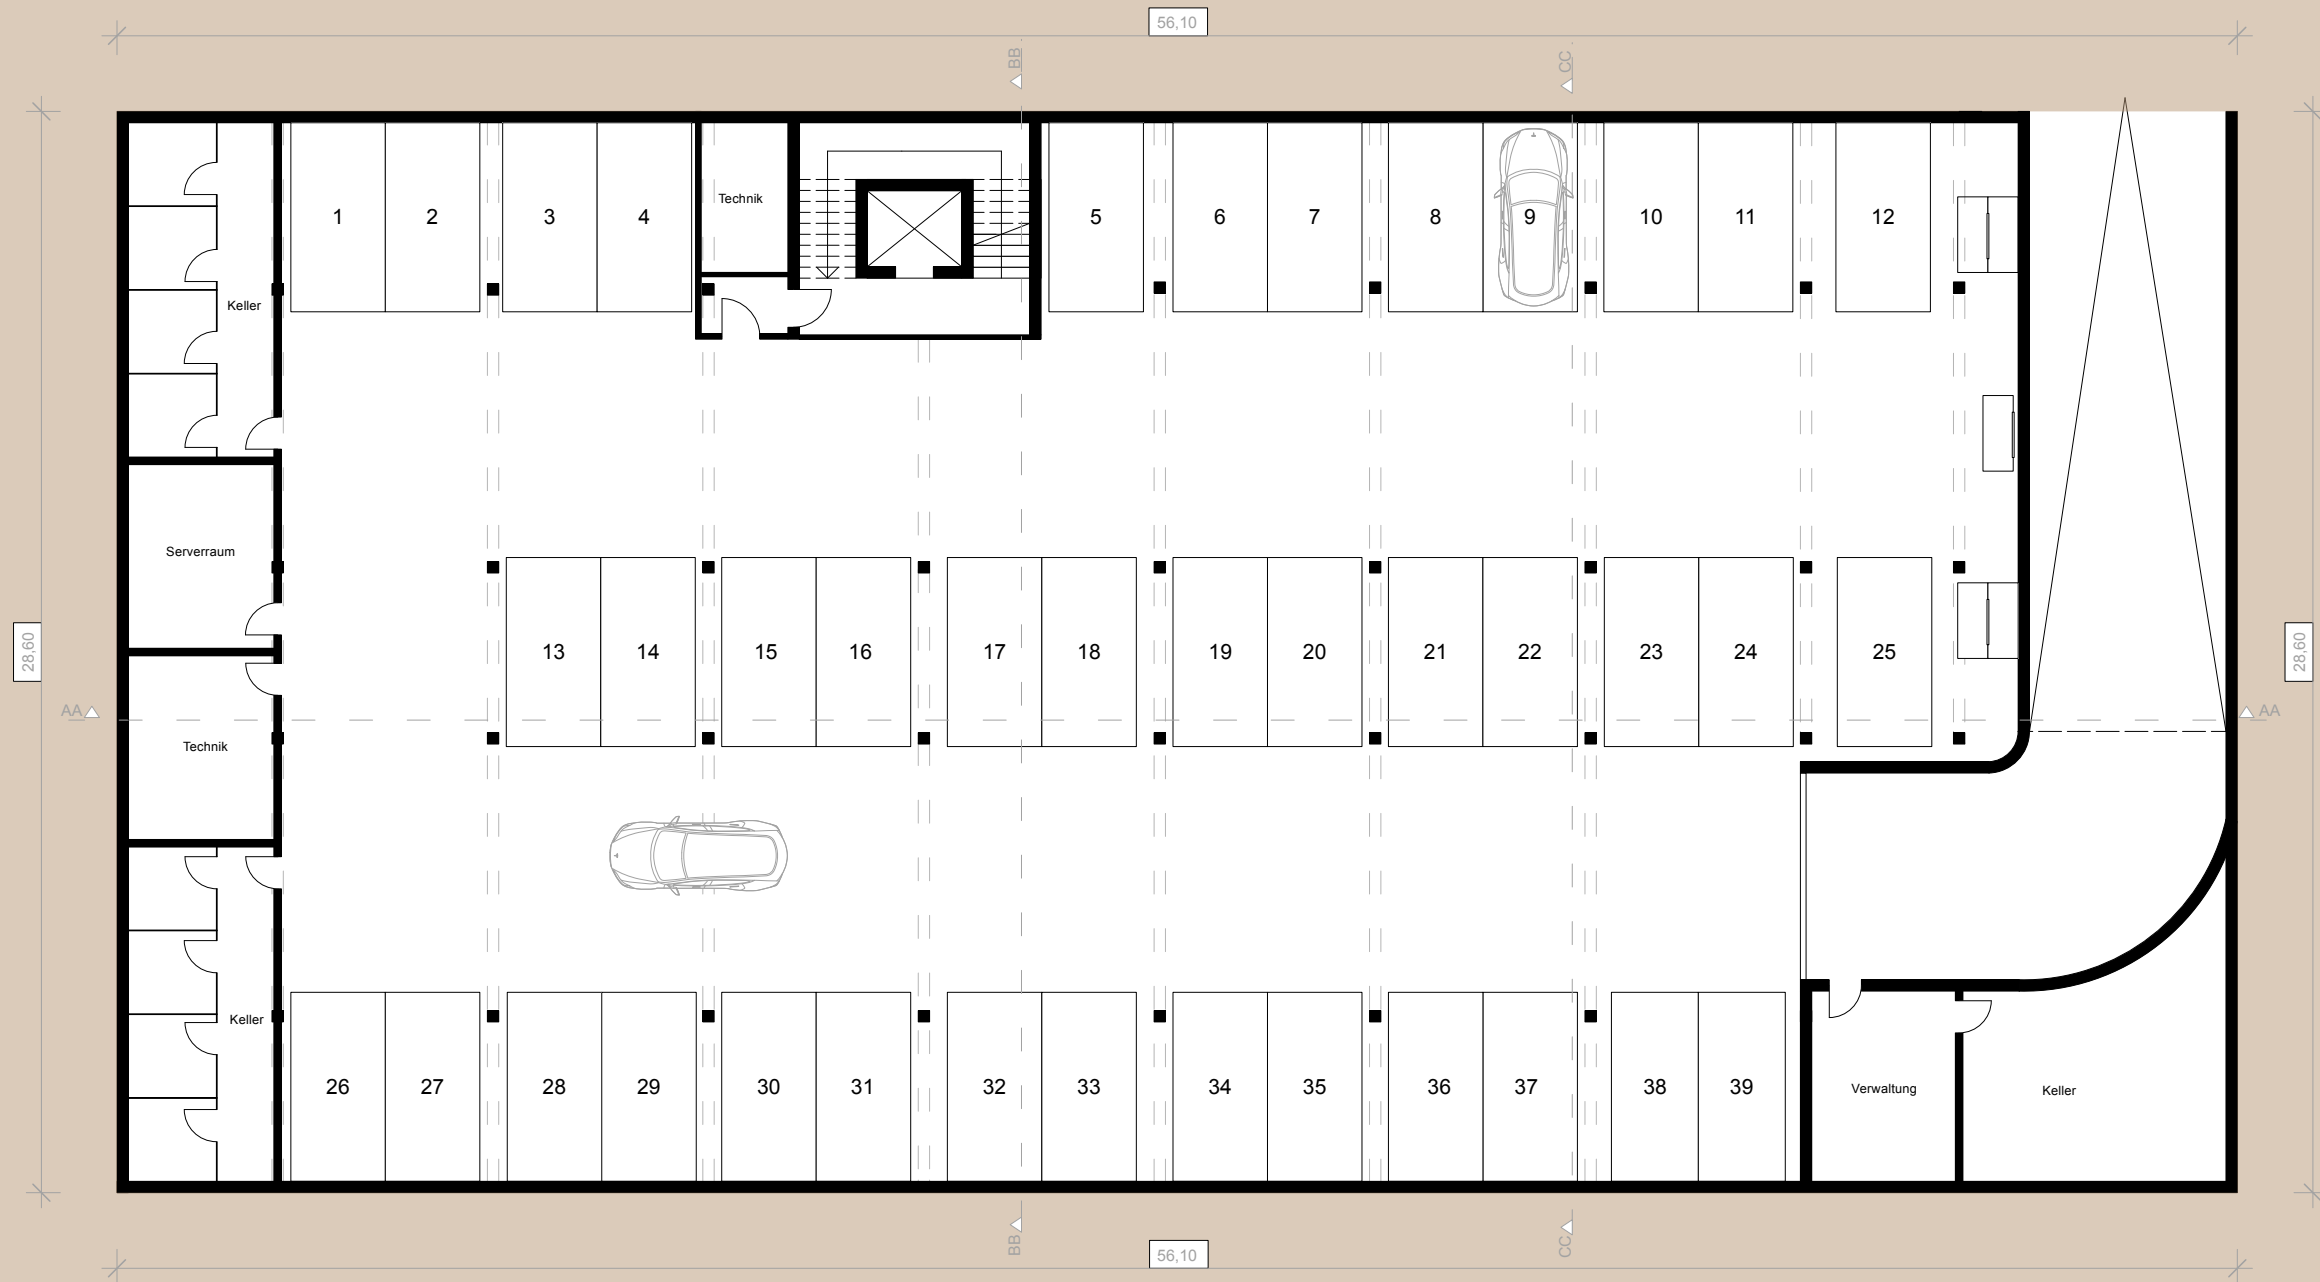 56,10
BB
CC
1 2 3 4 Technik 5 6 7 8 9 10 11 12
Keller
Serverraum
28,60
28,60
13 14 15 16 17 18 19 20 21 22 23 24 25
AA
AA
Technik
Keller
26 27 28 29 30 31 32 33 34 35 36 37 38 39 Verwaltung Keller
BB
CC
56,10